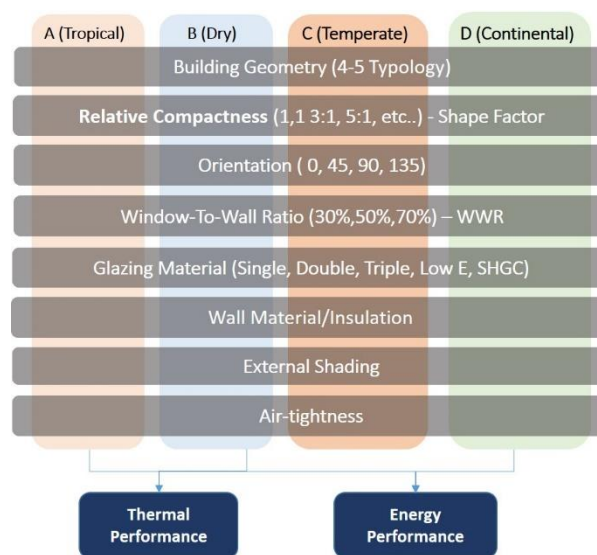 A (Tropical)
B (Dry)
C (Temperate)
D (Continental)
Building Geometry (4-5 Typology)
Relative Compactness (1,1 3:1, 5:1, etc..) - Shape Factor
Orientation ( 0, 45, 90, 135)
Window-To-Wall Ratio (30%,50%,70%) – WWR
Glazing Material (Single, Double, Triple, Low E, SHGC)
Wall Material/Insulation
External Shading
Air-tightness
Thermal
Performance
Energy
Performance